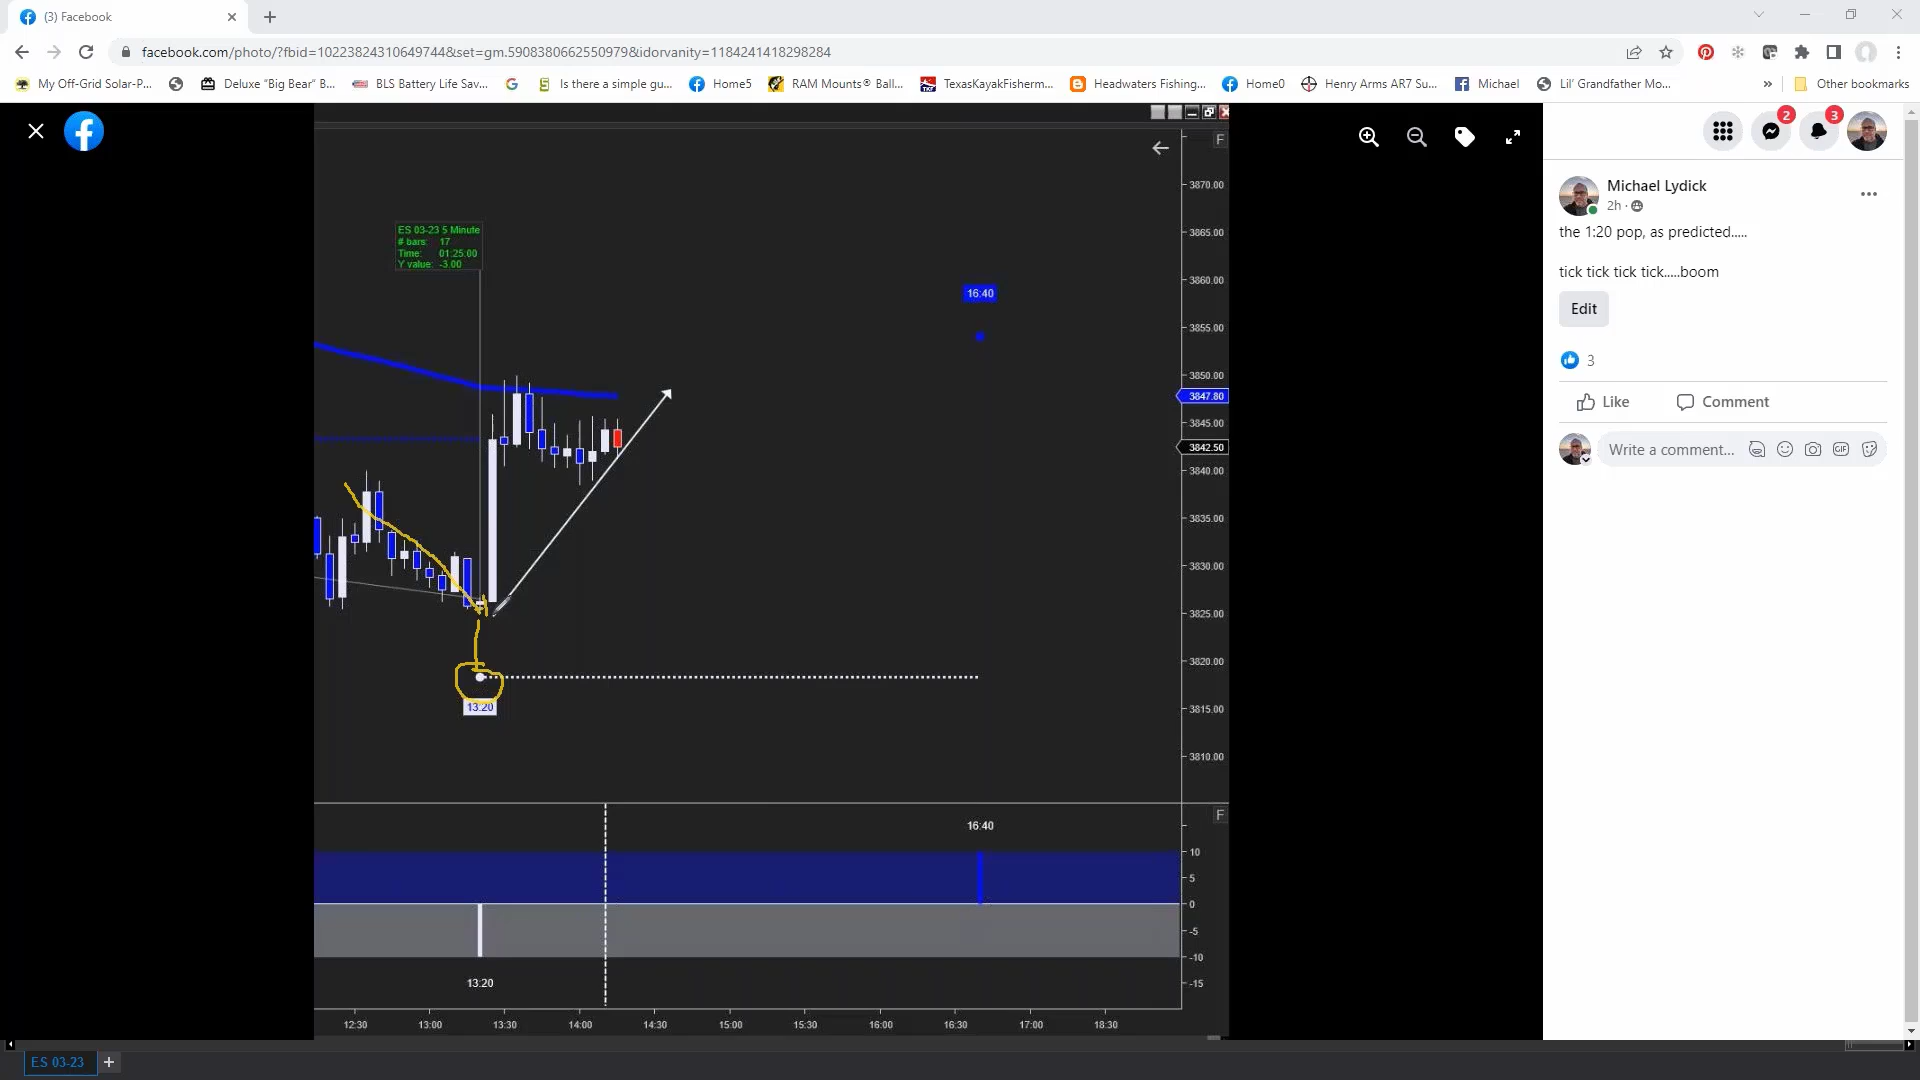 (3) Facebook
facebook.com/photo/?fbid=10223824310649744&set=gm.5908380662550979&idorvanity=1184241418298284
My Off-Grid Solar-P... Deluxe "Big Bear" B... BLS Battery Life Sav... Is there a simple gu... Home5 RAM Mounts® Ball... TexasKayakFisherm... Headwaters Fishing... Home0 Henry Arms AR7 Su... Michael Lil' Grandfather Mo... » Other bookmarks
2 3
F
Michael Lydick
2h
the 1:20 pop, as predicted.....
tick tick tick tick.....boom
Edit
3
Like Comment
Write a comment...
GIF
ES 03-23 5 Minute
# bars: 17
Time: 01:25:00
Y value: -3.00
16:40
13:20
3870.00
3865.00
3860.00
3855.00
3850.00
3847.80
3845.00
3842.50
3840.00
3835.00
3830.00
3825.00
3820.00
3815.00
3810.00
F
16:40
10
5
0
-5
-10
-15
13:20
12:30 13:00 13:30 14:00 14:30 15:00 15:30 16:00 16:30 17:00 18:30
ES 03-23